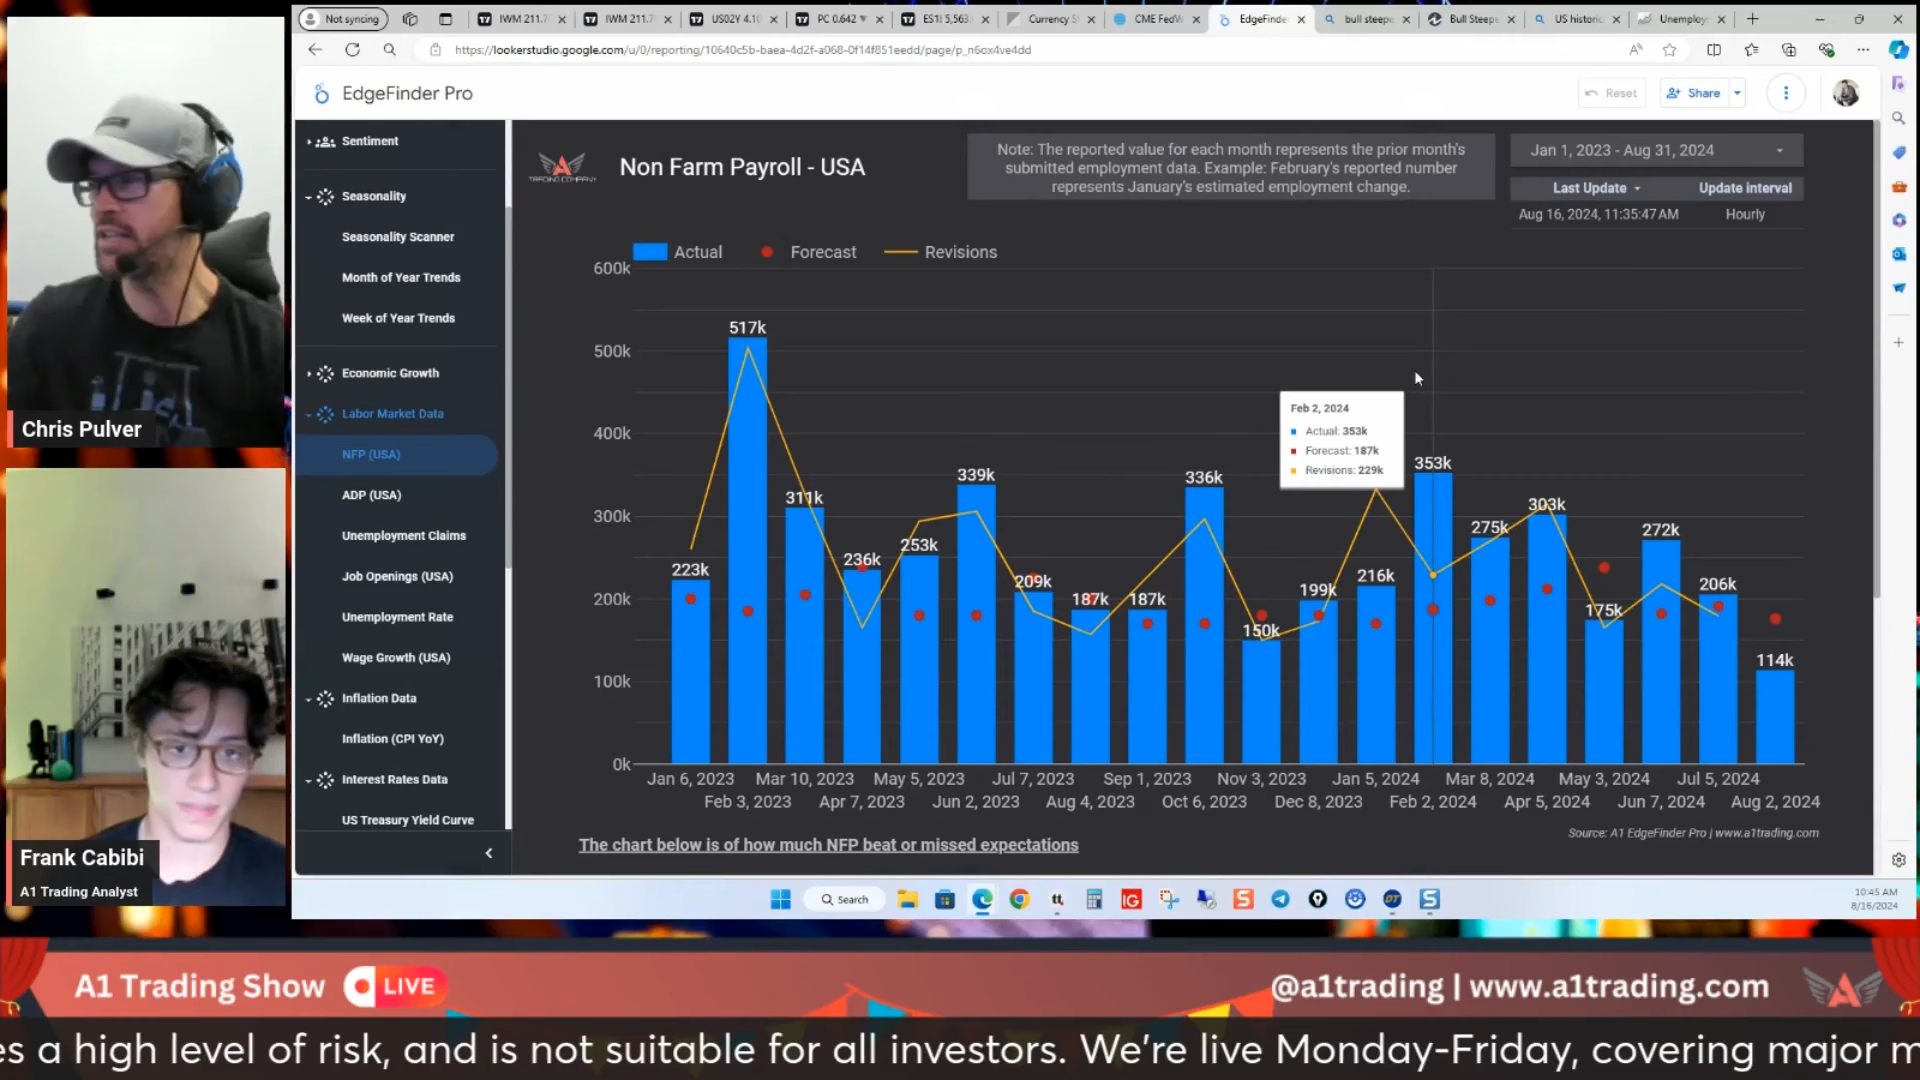 Not syncing
IWM 211.7
IWM 211.7
US02Y 4.10
PC 0.642
ES1! 5,563.
Currency S
CME FedW
EdgeFinde
bull steepe
Bull Steepe
US historic
Unemploy
https://lookerstudio.google.com/u/0/reporting/10640c5b-baea-4d2f-a068-0f14f851eedd/page/p_n6ox4ve4dd
EdgeFinder Pro
Reset
Share
Sentiment
Seasonality
Seasonality Scanner
Month of Year Trends
Week of Year Trends
Economic Growth
Labor Market Data
NFP (USA)
ADP (USA)
Unemployment Claims
Job Openings (USA)
Unemployment Rate
Wage Growth (USA)
Inflation Data
Inflation (CPI YoY)
Interest Rates Data
US Treasury Yield Curve
Non Farm Payroll - USA
Note: The reported value for each month represents the prior month's
submitted employment data. Example: February's reported number
represents January's estimated employment change.
Jan 1, 2023 - Aug 31, 2024
Last Update Update interval
Aug 16, 2024, 11:35:47 AM Hourly
Actual Forecast Revisions
600k
500k
400k
300k
200k
100k
0k
223k
517k
311k
236k
253k
339k
209k
187k
187k
336k
150k
199k
216k
353k
275k
303k
175k
272k
206k
114k
Feb 2, 2024
Actual: 353k
Forecast: 187k
Revisions: 229k
Jan 6, 2023 Mar 10, 2023 May 5, 2023 Jul 7, 2023 Sep 1, 2023 Nov 3, 2023 Jan 5, 2024 Mar 8, 2024 May 3, 2024 Jul 5, 2024
Feb 3, 2023 Apr 7, 2023 Jun 2, 2023 Aug 4, 2023 Oct 6, 2023 Dec 8, 2023 Feb 2, 2024 Apr 5, 2024 Jun 7, 2024 Aug 2, 2024
Source: A1 EdgeFinder Pro | www.a1trading.com
The chart below is of how much NFP beat or missed expectations
Search
tt
IG
DT
10:45 AM
8/16/2024
Chris Pulver
Frank Cabibi
A1 Trading Analyst
A1 Trading Show
LIVE
@a1trading | www.a1trading.com
es a high level of risk, and is not suitable for all investors. We're live Monday-Friday, covering major m